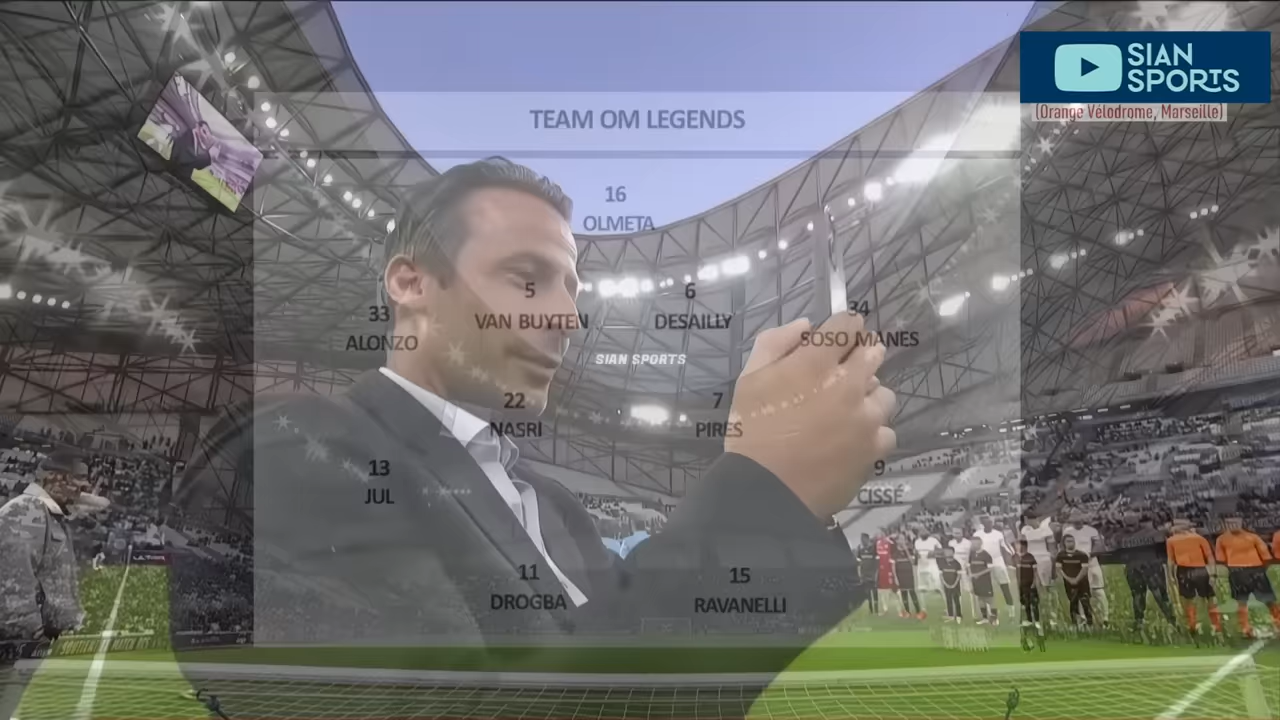 SIAN
SPORTS
(Orange Vélodrome, Marseille)
TEAM OM LEGENDS
16
OLMETA
5
VAN BUYTEN
6
DESAILLY
33
ALONZO
34
SOSO MANES
SIAN SPORTS
22
NASRI
7
PIRES
13
JUL
9
CISSÉ
11
DROGBA
15
RAVANELLI